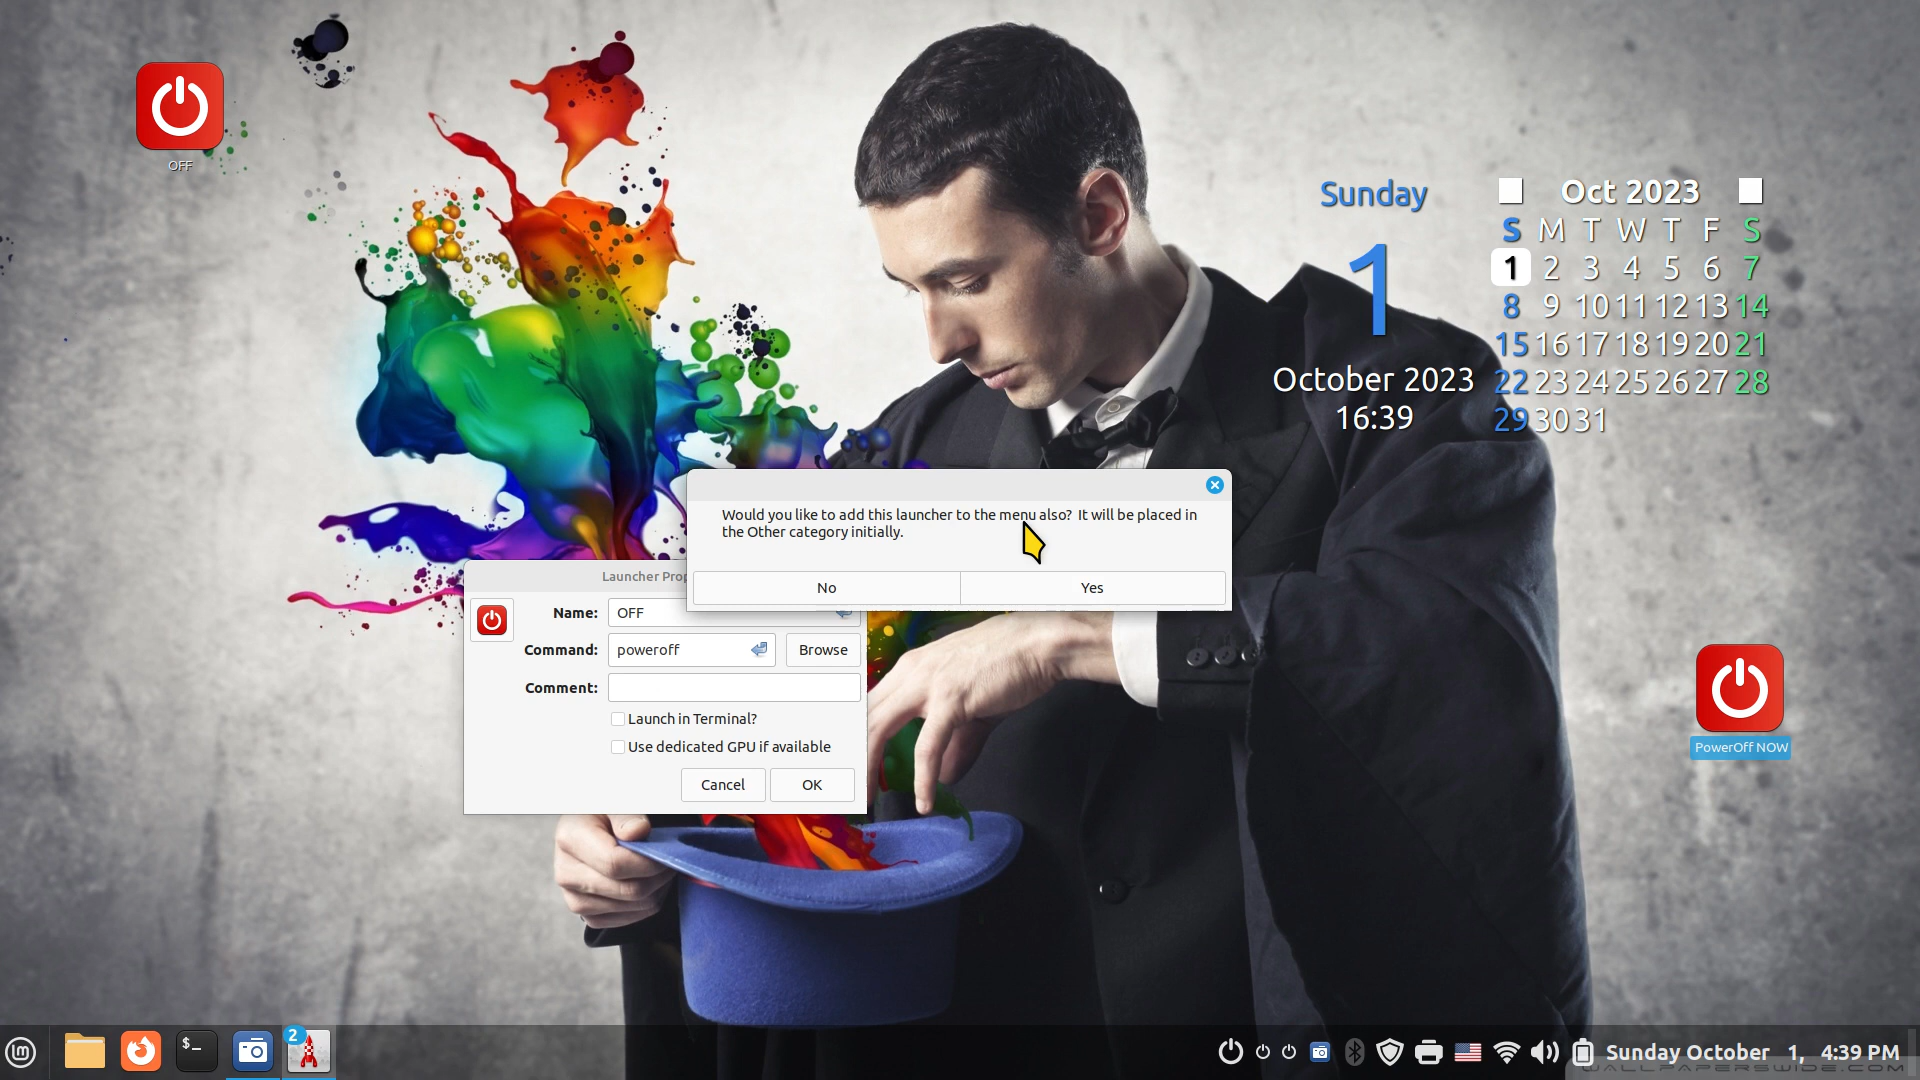 OFF
Sunday
1
October 2023
16:39
Oct 2023
S M T W T F S
1 2 3 4 5 6 7
8 9 10 11 12 13 14
15 16 17 18 19 20 21
22 23 24 25 26 27 28
29 30 31
Would you like to add this launcher to the menu also? It will be placed in
the Other category initially.
No Yes
Launcher Prop
Name: OFF
Command: poweroff Browse
Comment:
Launch in Terminal?
Use dedicated GPU if available
Cancel OK
PowerOff NOW
$_
2
Sunday October 1, 4:39 PM
WALLPAPERSWIDE.COM